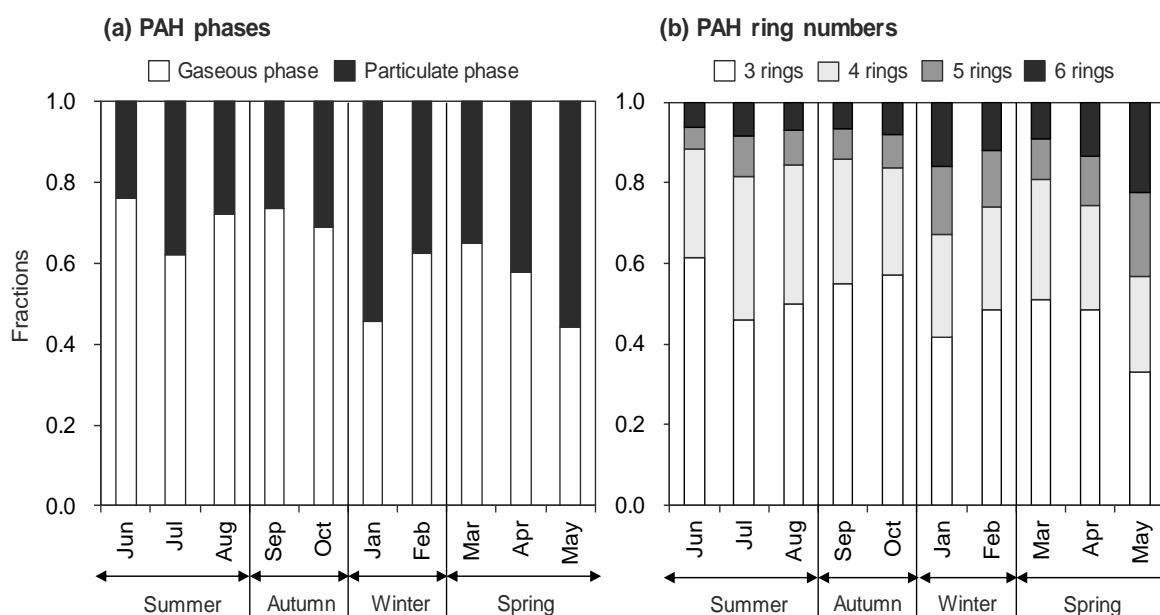 (a) PAH phases
Gaseous phase Particulate phase
Fractions
1.0
0.8
0.6
0.4
0.2
0.0
Jun Jul Aug Sep Oct Jan Feb Mar Apr May
Summer Autumn Winter Spring
(b) PAH ring numbers
3 rings 4 rings 5 rings 6 rings
1.0
0.8
0.6
0.4
0.2
0.0
Jun Jul Aug Sep Oct Jan Feb Mar Apr May
Summer Autumn Winter Spring